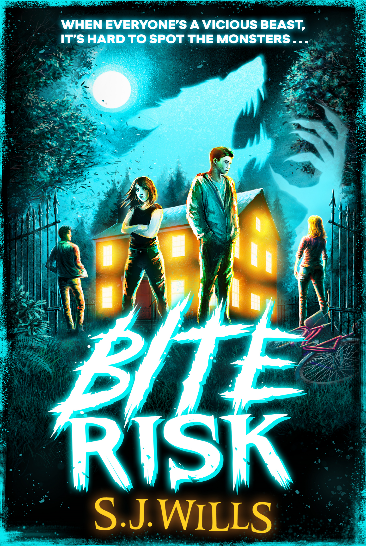 WHEN EVERYONE'S A VICIOUS BEAST,
IT'S HARD TO SPOT THE MONSTERS . . .
BITE
RISK
S.J. WILLS